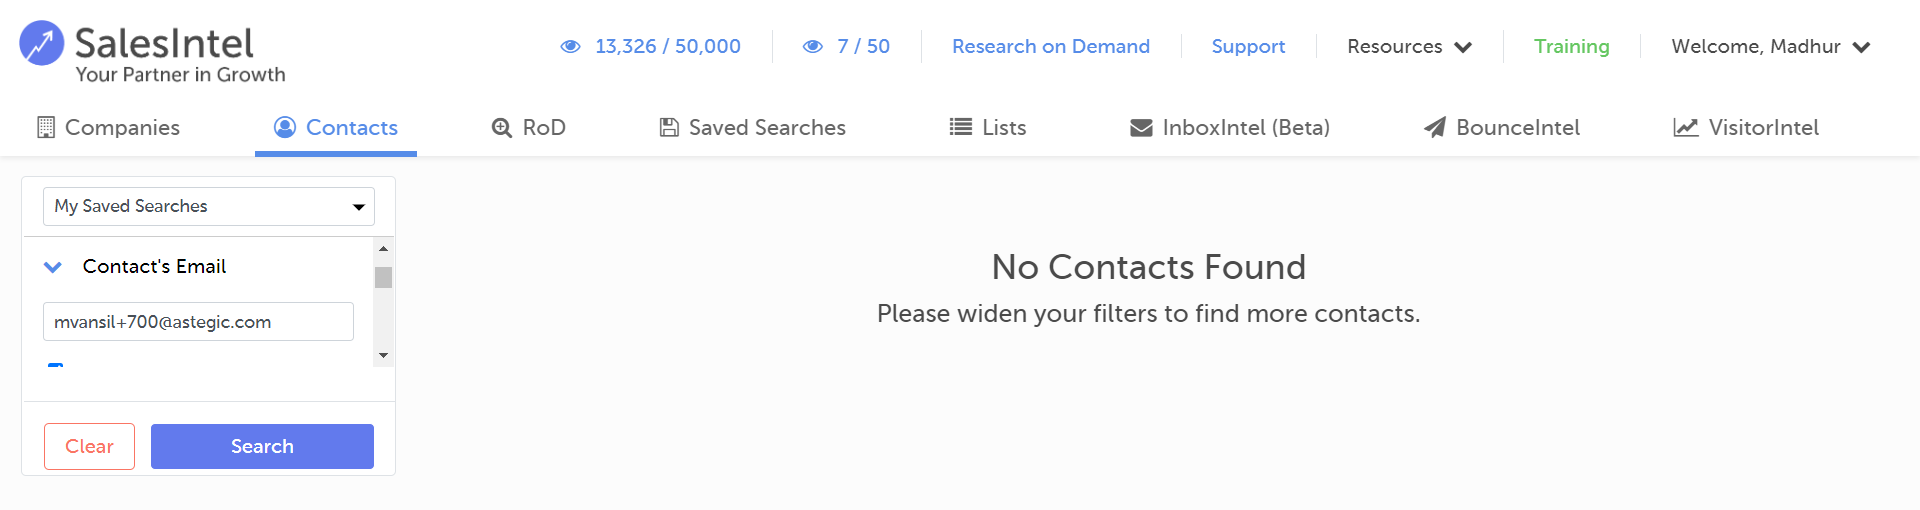 SalesIntel
Your Partner in Growth
13,326 / 50,000
7 / 50
Research on Demand
Support
Resources
Training
Welcome, Madhur
Companies
Contacts
RoD
Saved Searches
Lists
InboxIntel (Beta)
BounceIntel
VisitorIntel
My Saved Searches
Contact's Email
mvansil+700@astegic.com
Clear
Search
No Contacts Found
Please widen your filters to find more contacts.